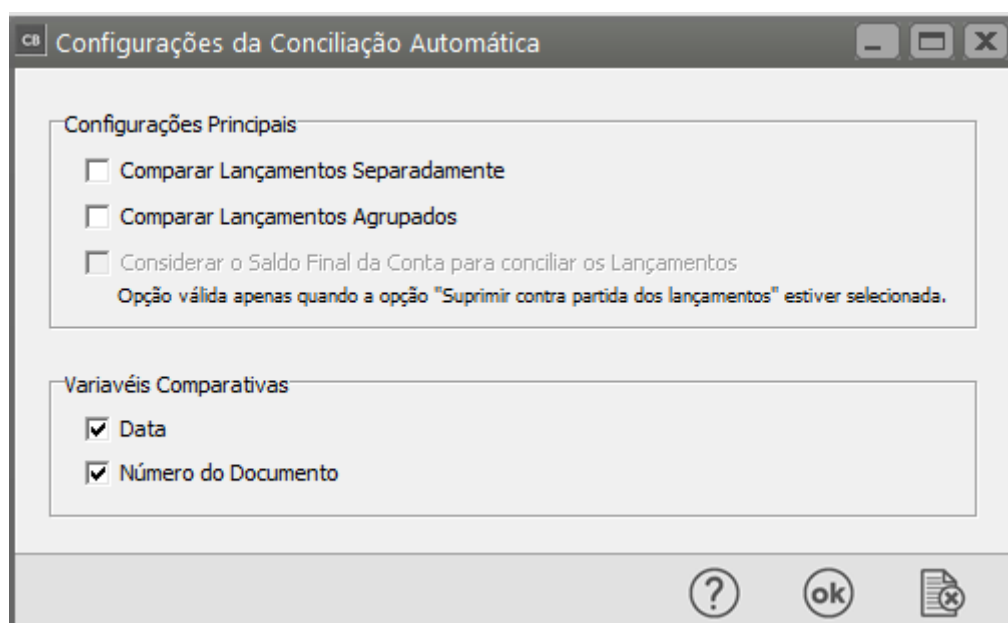 CB Configurações da Conciliação Automática
Configurações Principais
Comparar Lançamentos Separadamente
Comparar Lançamentos Agrupados
Considerar o Saldo Final da Conta para conciliar os Lançamentos
Opção válida apenas quando a opção "Suprimir contra partida dos lançamentos" estiver selecionada.
Variavéis Comparativas
Data
Número do Documento
? ok